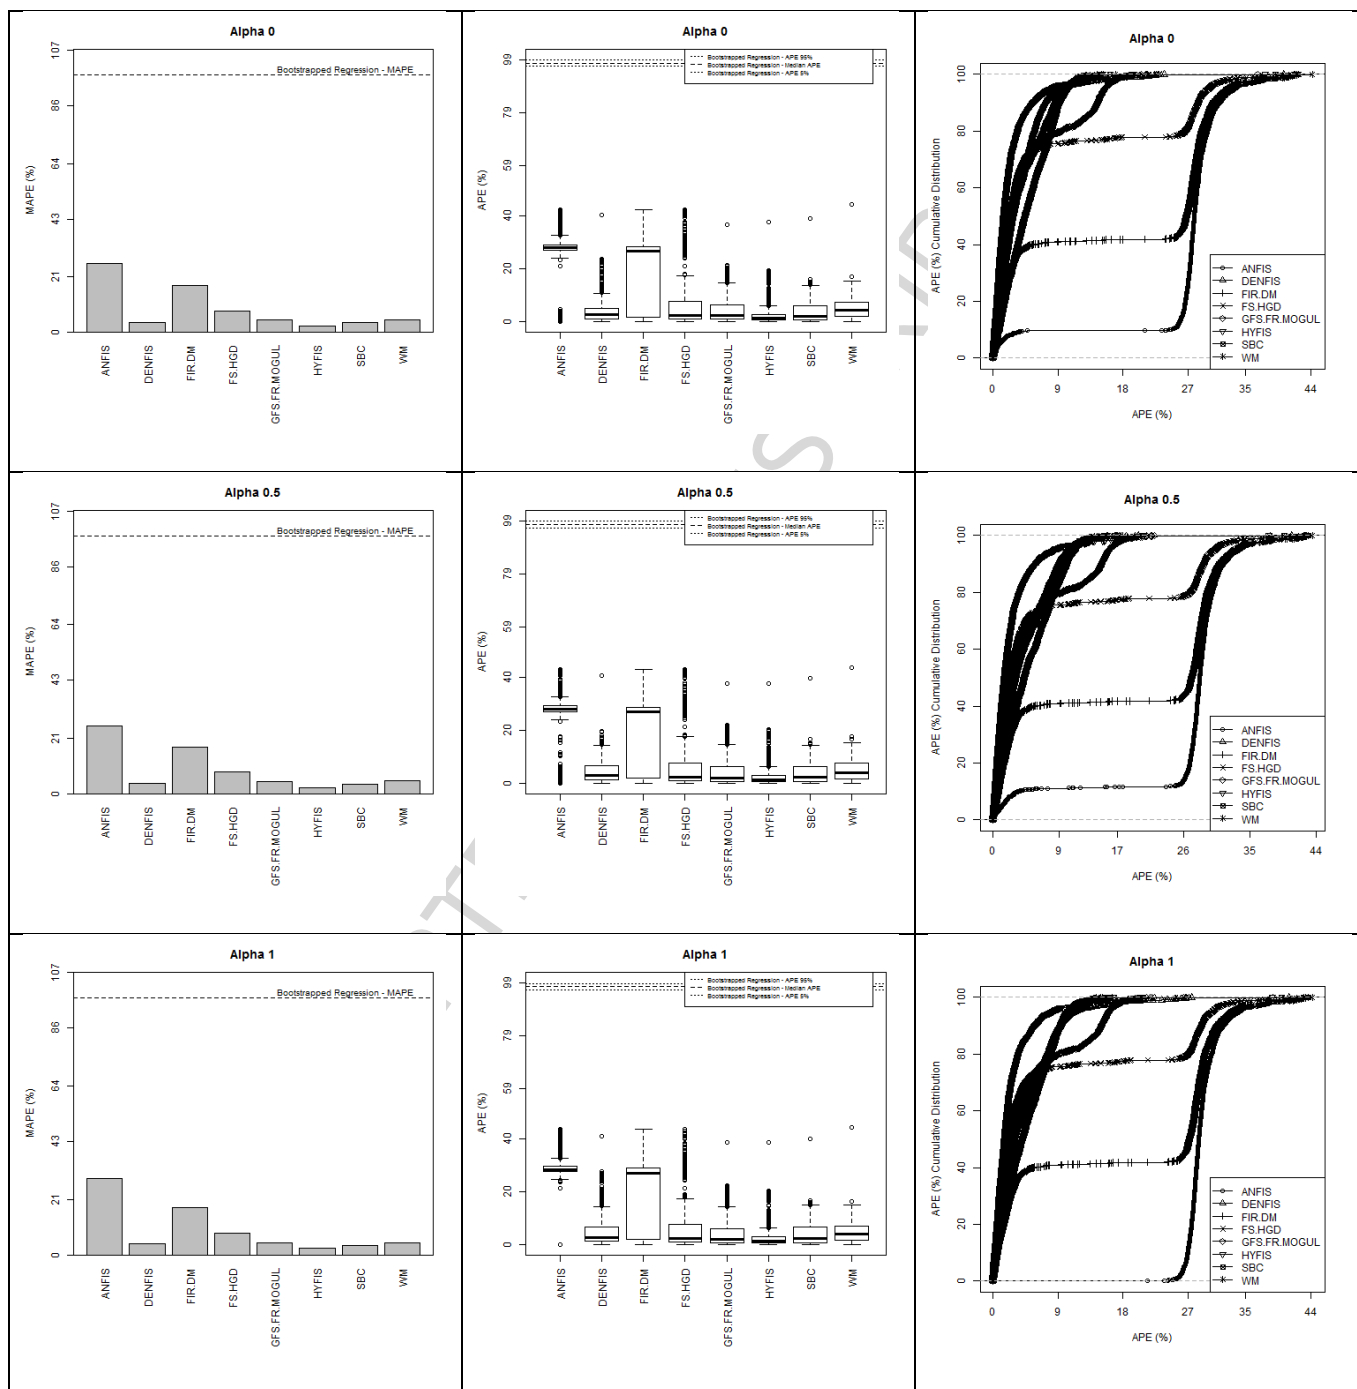 Alpha 0
107
86
64
43
21
0
MAPE (%)
Bootstrapped Regression - MAPE
ANFIS
DENFIS
FIR.DM
FS.HGD
GFS.FR.MOGUL
HYFIS
SBC
WM
Alpha 0
99
79
59
40
20
0
APE (%)
Bootstrapped Regression - APE 95%
Bootstrapped Regression - Median APE
Bootstrapped Regression - APE 5%
ANFIS
DENFIS
FIR.DM
FS.HGD
GFS.FR.MOGUL
HYFIS
SBC
WM
Alpha 0
100
80
60
40
20
0
APE (%) Cumulative Distribution
ANFIS
DENFIS
FIR.DM
FS.HGD
GFS.FR.MOGUL
HYFIS
SBC
WM
0 9 18 27 35 44
APE (%)
Alpha 0.5
107
86
64
43
21
0
MAPE (%)
Bootstrapped Regression - MAPE
ANFIS
DENFIS
FIR.DM
FS.HGD
GFS.FR.MOGUL
HYFIS
SBC
WM
Alpha 0.5
99
79
59
40
20
0
APE (%)
Bootstrapped Regression - APE 95%
Bootstrapped Regression - Median APE
Bootstrapped Regression - APE 5%
ANFIS
DENFIS
FIR.DM
FS.HGD
GFS.FR.MOGUL
HYFIS
SBC
WM
Alpha 0.5
100
80
60
40
20
0
APE (%) Cumulative Distribution
ANFIS
DENFIS
FIR.DM
FS.HGD
GFS.FR.MOGUL
HYFIS
SBC
WM
0 9 17 26 35 44
APE (%)
Alpha 1
107
86
64
43
21
0
MAPE (%)
Bootstrapped Regression - MAPE
ANFIS
DENFIS
FIR.DM
FS.HGD
GFS.FR.MOGUL
HYFIS
SBC
WM
Alpha 1
99
79
59
40
20
0
APE (%)
Bootstrapped Regression - APE 95%
Bootstrapped Regression - Median APE
Bootstrapped Regression - APE 5%
ANFIS
DENFIS
FIR.DM
FS.HGD
GFS.FR.MOGUL
HYFIS
SBC
WM
Alpha 1
100
80
60
40
20
0
APE (%) Cumulative Distribution
ANFIS
DENFIS
FIR.DM
FS.HGD
GFS.FR.MOGUL
HYFIS
SBC
WM
0 9 18 27 35 44
APE (%)